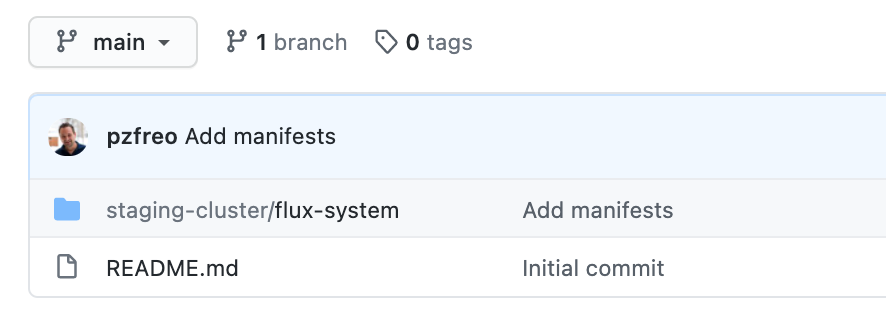 main 1 branch 0 tags
pzfreo Add manifests
staging-cluster/flux-system Add manifests
README.md Initial commit